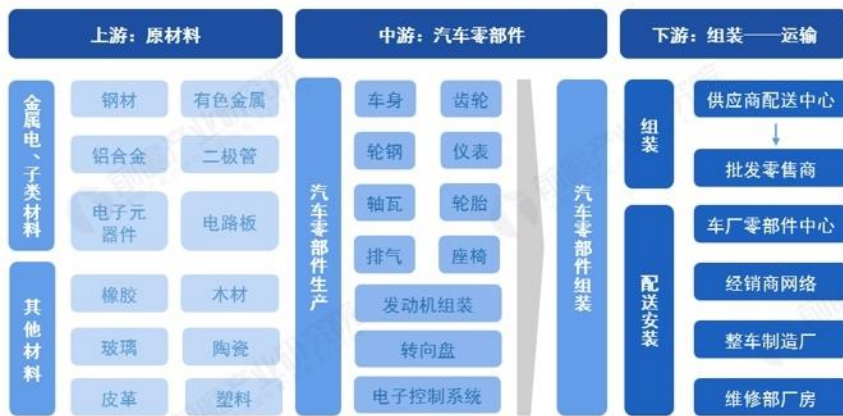 上游：原材料
中游：汽车零部件
下游：组装——运输
金属电、子类材料
钢材
有色金属
铝合金
二极管
电子元
器件
电路板
其他材料
橡胶
木材
玻璃
陶瓷
皮革
塑料
汽车零部件生产
车身
齿轮
轮钢
仪表
轴瓦
轮胎
排气
座椅
发动机组装
转向盘
电子控制系统
汽车零部件组装
组装
供应商配送中心
批发零售商
配送安装
车厂零部件中心
经销商网络
整车制造厂
维修部厂房
前瞻产业研究院